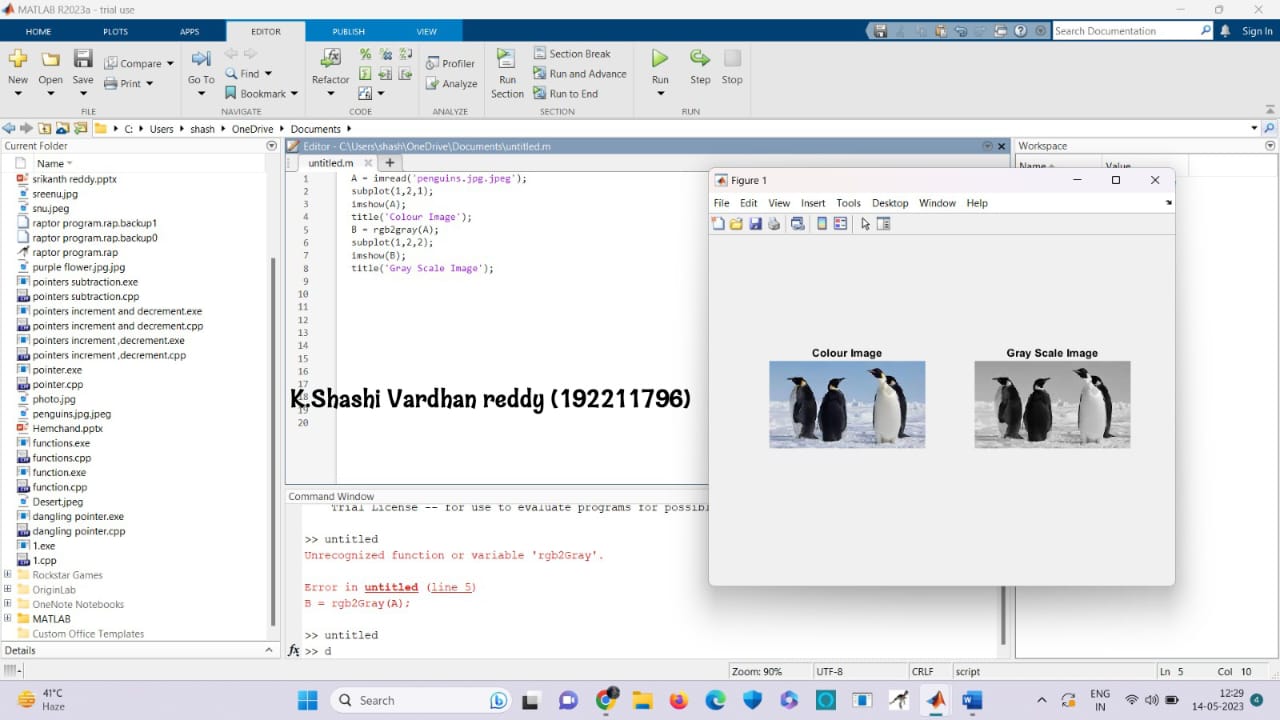 MATLAB R2023a - trial use
HOME PLOTS APPS EDITOR PUBLISH VIEW
Search Documentation Sign In
New Open Save Compare Print
Go To Find Bookmark
Refactor
Profiler Analyze
Run Section Section Break Run and Advance Run to End
Run Step Stop
FILE NAVIGATE CODE ANALYZE SECTION RUN
C: Users shash OneDrive Documents
Current Folder
Name
srikanth reddy.pptx
sreenu.jpg
snu.jpeg
raptor program.rap.backup1
raptor program.rap.backup0
raptor program.rap
purple flower.jpg.jpg
pointers subtraction.exe
pointers subtraction.cpp
pointers increment and decrement.exe
pointers increment and decrement.cpp
pointers increment ,decrement.exe
pointers increment ,decrement.cpp
pointer.exe
pointer.cpp
photo.jpg
penguins.jpg.jpeg
Hemchand.pptx
functions.exe
functions.cpp
function.exe
function.cpp
Desert.jpeg
dangling pointer.exe
dangling pointer.cpp
1.exe
1.cpp
Rockstar Games
OriginLab
OneNote Notebooks
MATLAB
Custom Office Templates
Details
Editor - C:\Users\shash\OneDrive\Documents\untitled.m
untitled.m
1 A = imread('penguins.jpg.jpeg');
2 subplot(1,2,1);
3 imshow(A);
4 title('Colour Image');
5 B = rgb2gray(A);
6 subplot(1,2,2);
7 imshow(B);
8 title('Gray Scale Image');
9
10
11
12
13
14
15
16
17
18
19
20
K.Shashi Vardhan reddy (192211796)
Command Window
Trial License -- for use to evaluate programs for possibl
>> untitled
Unrecognized function or variable 'rgb2Gray'.
Error in untitled (line 5)
B = rgb2Gray(A);
>> untitled
fx >> d
Workspace
Name Value
Figure 1
File Edit View Insert Tools Desktop Window Help
Colour Image Gray Scale Image
Zoom: 90% UTF-8 CRLF script Ln 5 Col 10
41°C
Haze
Search
ENG
IN
12:29
14-05-2023
4